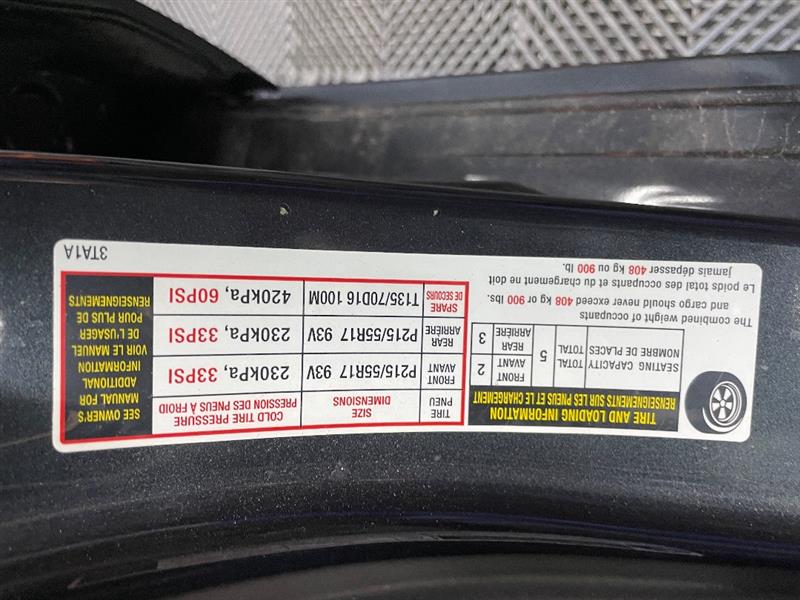 TIRE AND LOADING INFORMATION
RENSEIGNEMENTS SUR LES PNEUS ET LE CHARGEMENT
SEATING CAPACITY
NOMBRE DE PLACES
TOTAL
TOTAL
5
FRONT
AVANT
2
REAR
ARRIÈRE
3
The combined weight of occupants
and cargo should never exceed 408 kg or 900 lbs.
Le poids total des occupants et du chargement ne doit
jamais dépasser 408 kg ou 900 lb.
TIRE
PNEU
SIZE
DIMENSIONS
COLD TIRE PRESSURE
PRESSION DES PNEUS À FROID
FRONT
AVANT
P215/55R17 93V
230kPa, 33PSI
REAR
ARRIÈRE
P215/55R17 93V
230kPa, 33PSI
SPARE
DE SECOURS
T135/70D16 100M
420kPa, 60PSI
SEE OWNER'S
MANUAL FOR
ADDITIONAL
INFORMATION
VOIR LE MANUEL
DE L'USAGER
POUR PLUS DE
RENSEIGNEMENTS
3TA1A